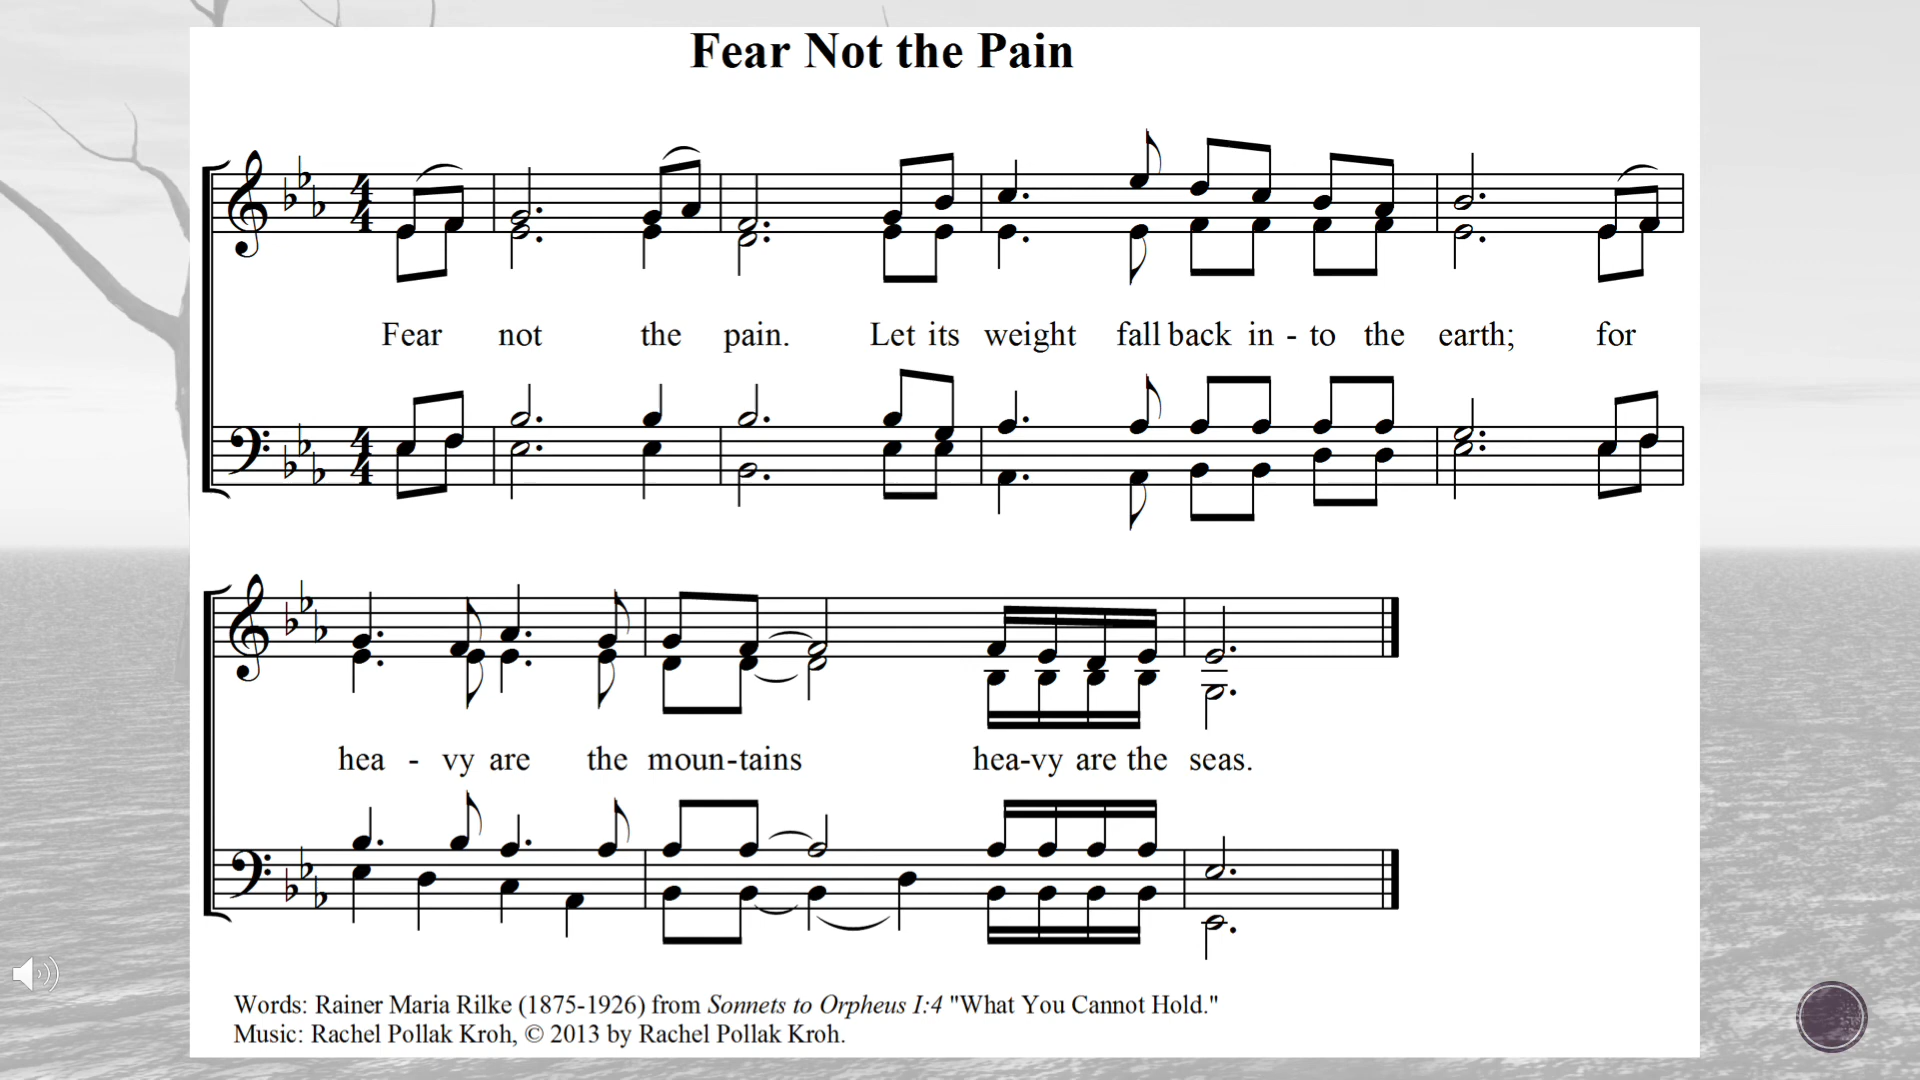 Fear Not the Pain
Fear not the pain. Let its weight fall back in - to the earth; for
hea - vy are the moun-tains hea-vy are the seas.
Words: Rainer Maria Rilke (1875-1926) from Sonnets to Orpheus I:4 "What You Cannot Hold."
Music: Rachel Pollak Kroh, © 2013 by Rachel Pollak Kroh.